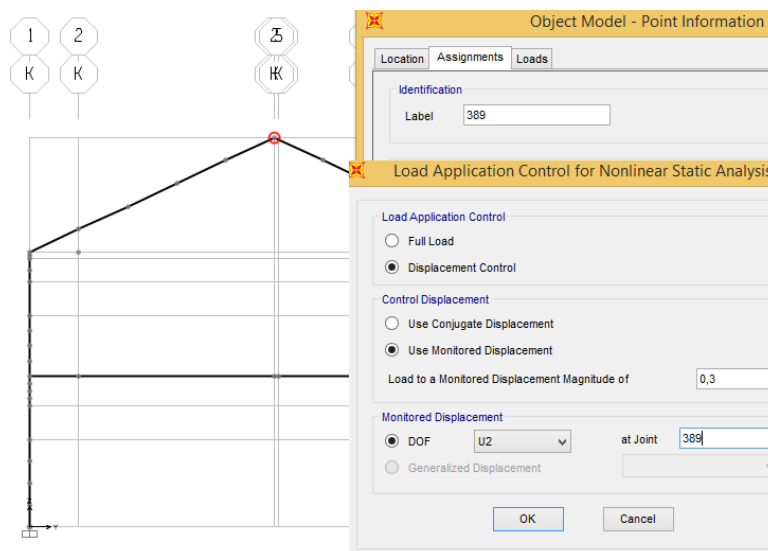 1 2 25
K K HK
Object Model - Point Information
Location Assignments Loads
Identification
Label 389
Load Application Control for Nonlinear Static Analysis
Load Application Control
Full Load
Displacement Control
Control Displacement
Use Conjugate Displacement
Use Monitored Displacement
Load to a Monitored Displacement Magnitude of 0,3
Monitored Displacement
DOF U2 at Joint 389
Generalized Displacement
OK Cancel
Y